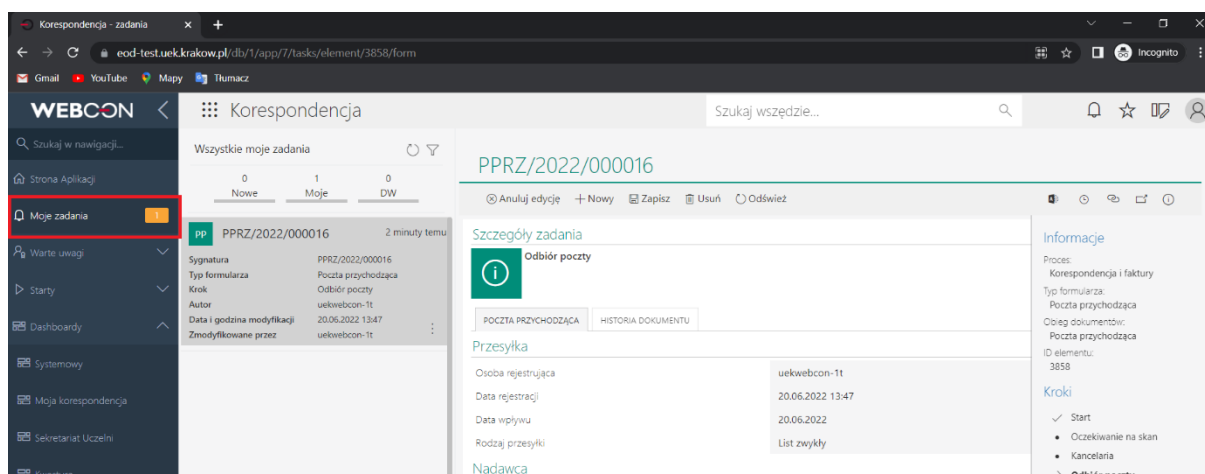 Korespondencja - zadania
eod-test.uek.krakow.pl/db/1/app/7/tasks/element/3858/form
Incognito
Gmail YouTube Mapy Tłumacz
WEBCON
Korespondencja
Szukaj wszędzie...
Szukaj w nawigacji...
Strona Aplikacji
Moje zadania 1
Warte uwagi
Starty
Dashboardy
Systemowy
Moja korespondencja
Sekretariat Uczelni
Wszystkie moje zadania
0 1 0
Nowe Moje DW
PP PPRZ/2022/000016 2 minuty temu
Sygnatura PPRZ/2022/000016
Typ formularza Poczta przychodząca
Krok Odbiór poczty
Autor uekwebcon-1t
Data i godzina modyfikacji 20.06.2022 13:47
Zmodyfikowane przez uekwebcon-1t
PPRZ/2022/000016
Anuluj edycję Nowy Zapisz Usuń Odśwież
Szczegóły zadania
Odbiór poczty
POCZTA PRZYCHODZĄCA HISTORIA DOKUMENTU
Przesyłka
Osoba rejestrująca uekwebcon-1t
Data rejestracji 20.06.2022 13:47
Data wpływu 20.06.2022
Rodzaj przesyłki List zwykły
Nadawca
Informacje
Proces:
Korespondencja i faktury
Typ formularza:
Poczta przychodząca
Obieg dokumentów:
Poczta przychodząca
ID elementu:
3858
Kroki
Start
Oczekiwanie na skan
Kancelaria
Odbiór poczty